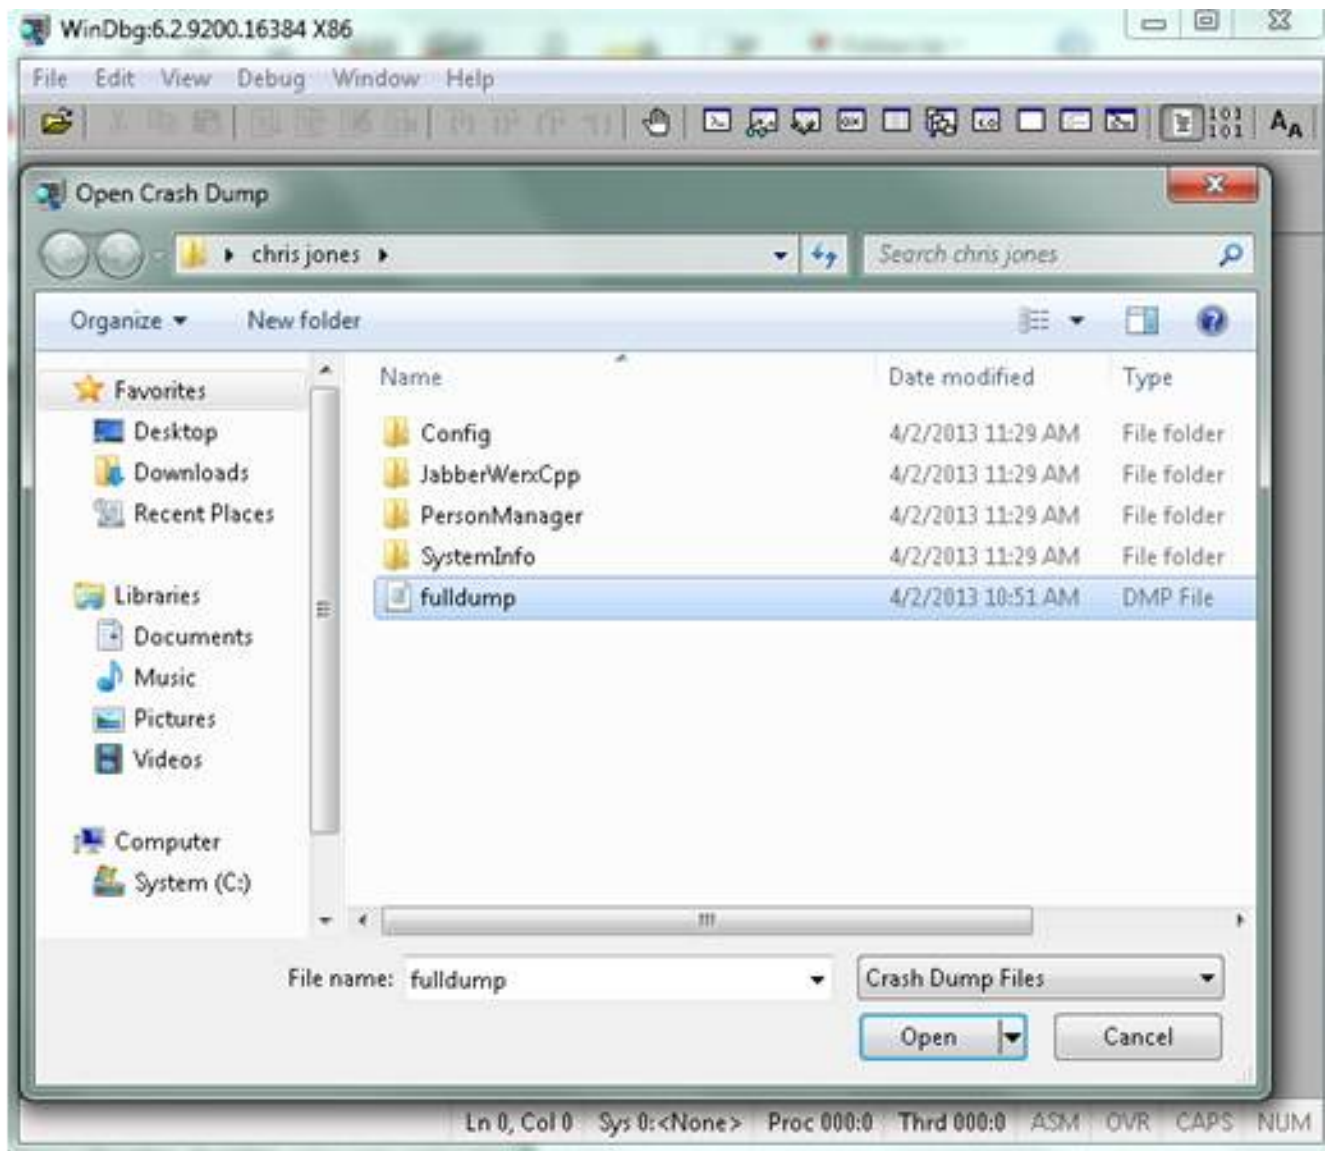 WinDbg:6.2.9200.16384 X86
File Edit View Debug Window Help
101
101
AA
Open Crash Dump
chris jones
Search chris jones
Organize
New folder
Name
Date modified
Type
Favorites
Desktop
Downloads
Recent Places
Libraries
Documents
Music
Pictures
Videos
Computer
System (C:)
Config 4/2/2013 11:29 AM File folder
JabberWerxCpp 4/2/2013 11:29 AM File folder
PersonManager 4/2/2013 11:29 AM File folder
SystemInfo 4/2/2013 11:29 AM File folder
fulldump 4/2/2013 10:51 AM DMP File
File name: fulldump
Crash Dump Files
Open
Cancel
Ln 0, Col 0 Sys 0:<None> Proc 000:0 Thrd 000:0 ASM OVR CAPS NUM